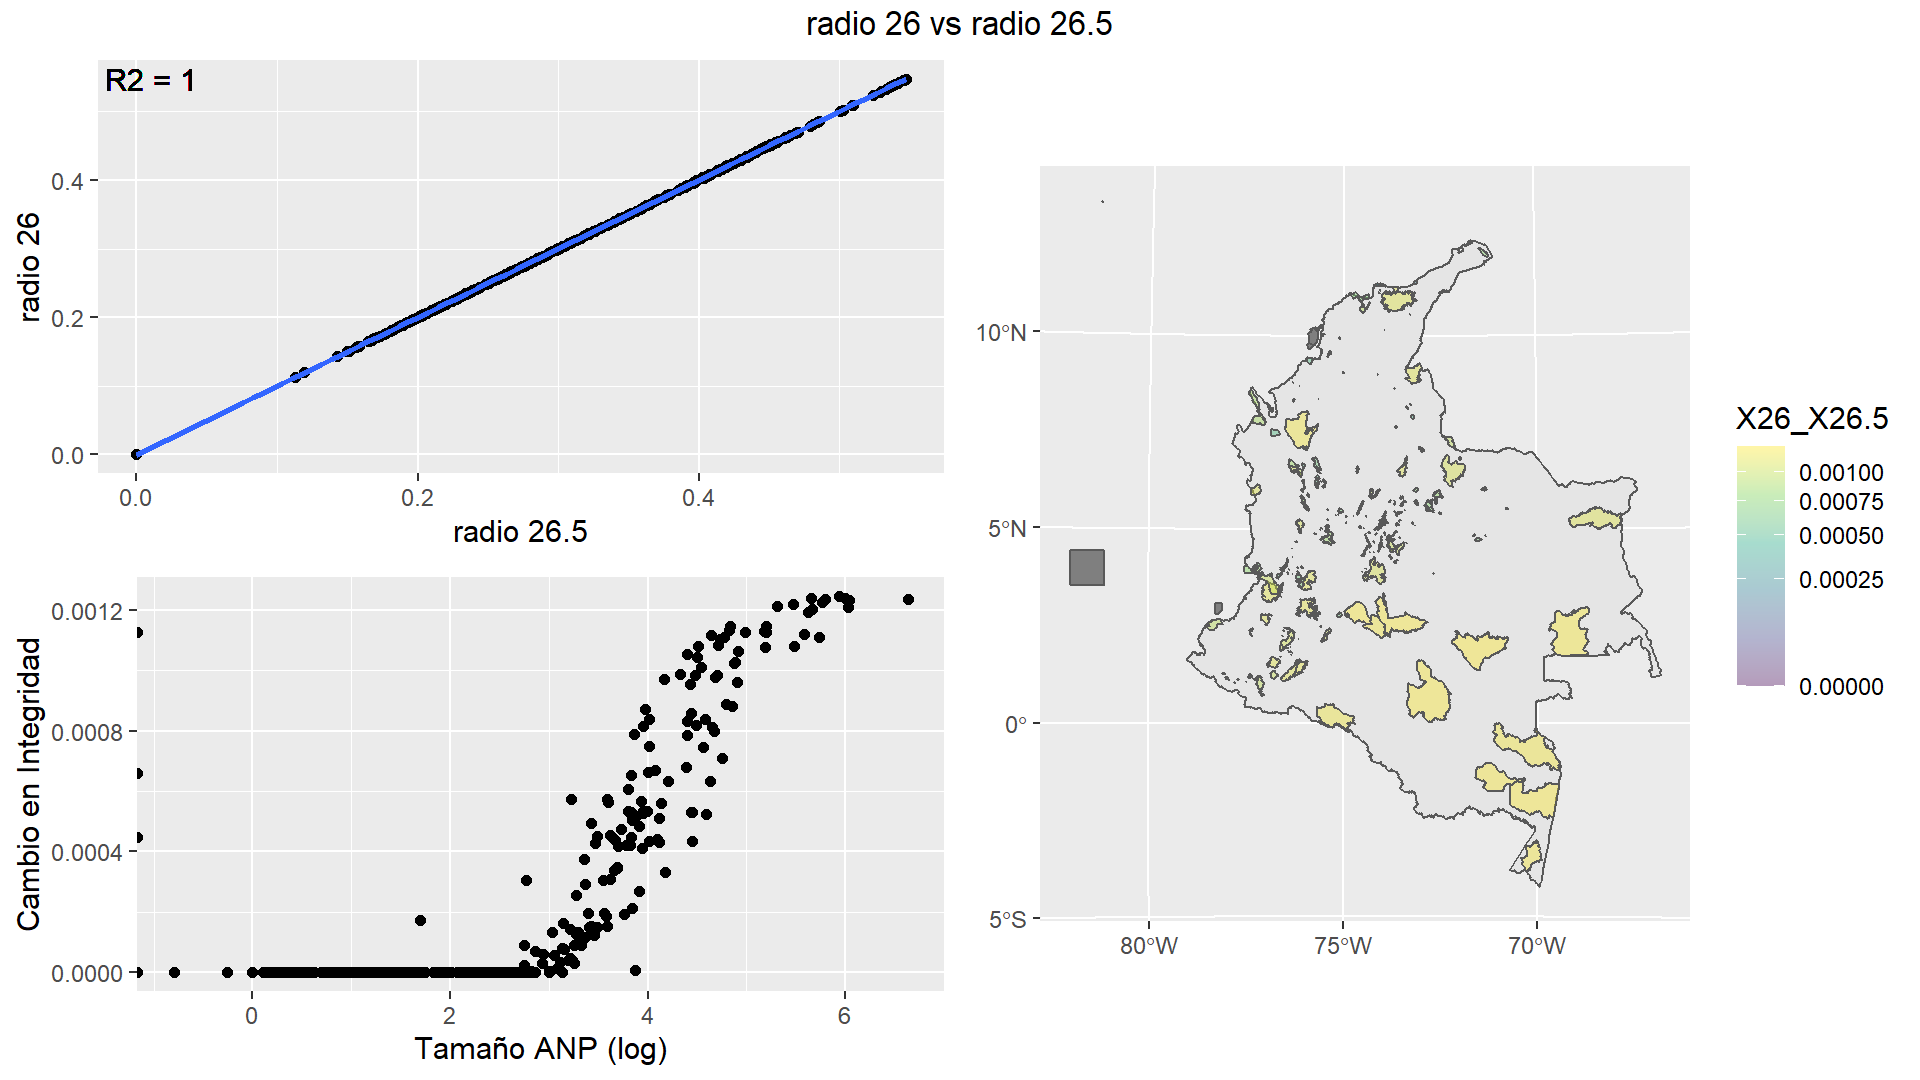 radio 26 vs radio 26.5
R2 = 1
radio 26
0.4
0.2
0.0
0.0
0.2
0.4
radio 26.5
Cambio en Integridad
0.0012
0.0008
0.0004
0.0000
0
2
4
6
Tamaño ANP (log)
10°N
5°N
0°
5°S
80°W
75°W
70°W
X26_X26.5
0.00100
0.00075
0.00050
0.00025
0.00000